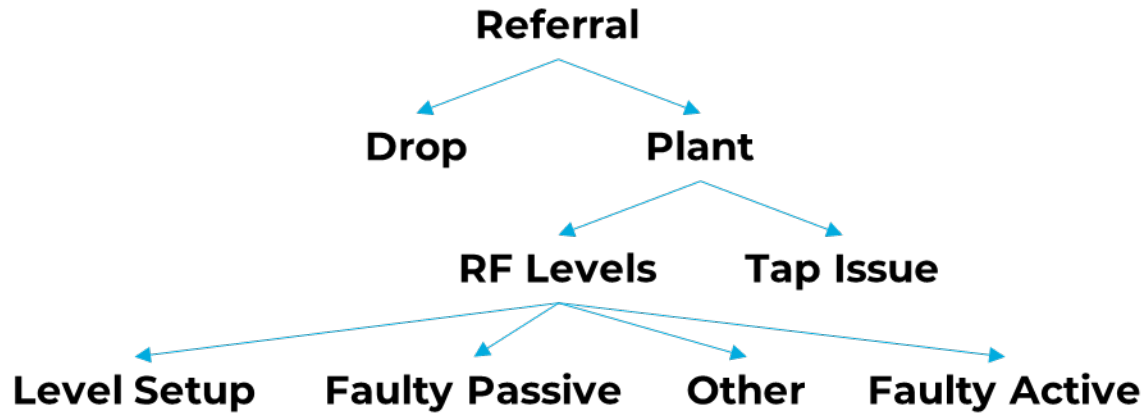 Referral
Drop Plant
RF Levels Tap Issue
Level Setup Faulty Passive Other Faulty Active